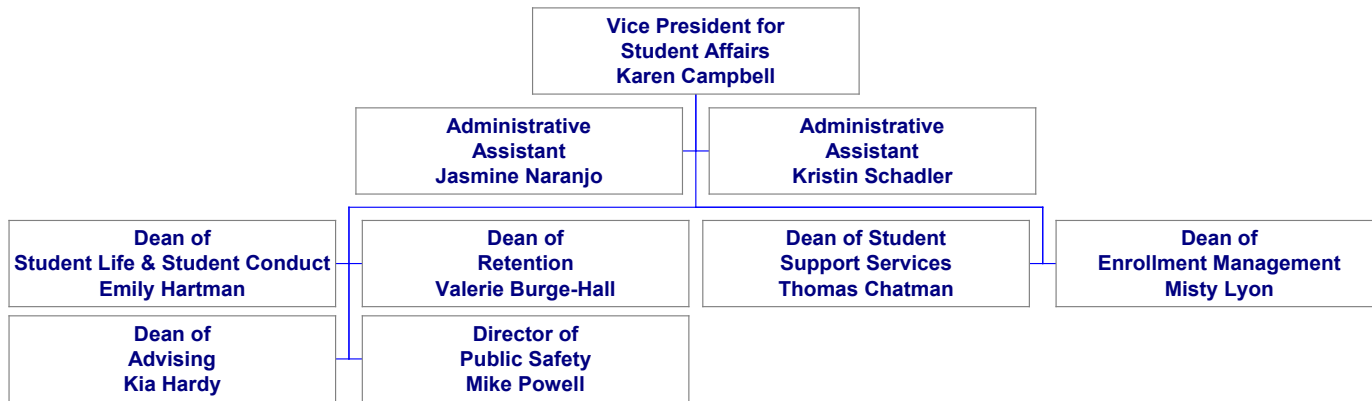 Vice President for
Student Affairs
Karen Campbell
Administrative
Assistant
Jasmine Naranjo
Administrative
Assistant
Kristin Schadler
Dean of
Student Life & Student Conduct
Emily Hartman
Dean of
Retention
Valerie Burge-Hall
Dean of Student
Support Services
Thomas Chatman
Dean of
Enrollment Management
Misty Lyon
Dean of
Advising
Kia Hardy
Director of
Public Safety
Mike Powell